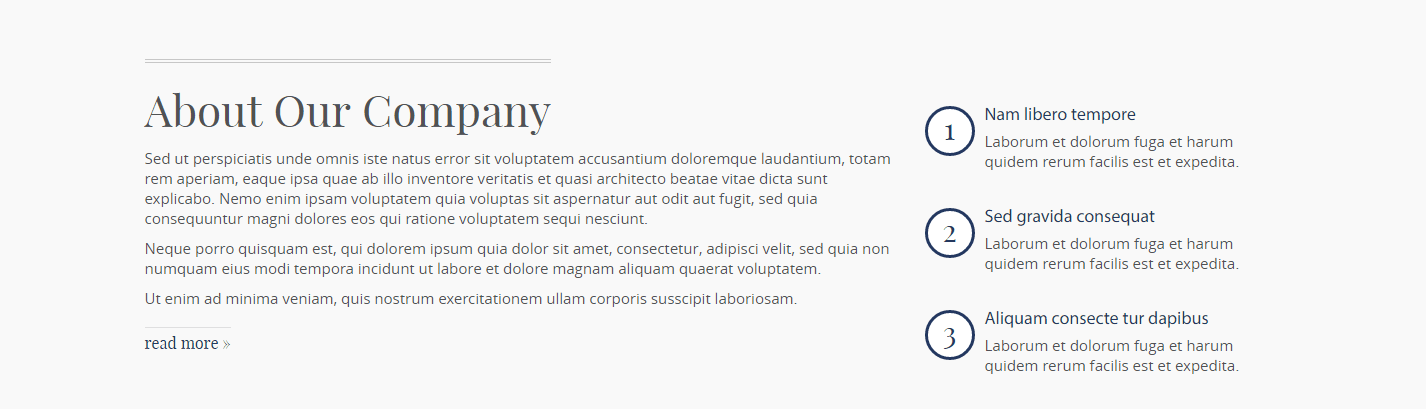 About Our Company
Sed ut perspiciatis unde omnis iste natus error sit voluptatem accusantium doloremque laudantium, totam
rem aperiam, eaque ipsa quae ab illo inventore veritatis et quasi architecto beatae vitae dicta sunt
explicabo. Nemo enim ipsam voluptatem quia voluptas sit aspernatur aut odit aut fugit, sed quia
consequuntur magni dolores eos qui ratione voluptatem sequi nesciunt.
Neque porro quisquam est, qui dolorem ipsum quia dolor sit amet, consectetur, adipisci velit, sed quia non
numquam eius modi tempora incidunt ut labore et dolore magnam aliquam quaerat voluptatem.
Ut enim ad minima veniam, quis nostrum exercitationem ullam corporis susscipit laboriosam.
read more »
1
Nam libero tempore
Laborum et dolorum fuga et harum
quidem rerum facilis est et expedita.
2
Sed gravida consequat
Laborum et dolorum fuga et harum
quidem rerum facilis est et expedita.
3
Aliquam consecte tur dapibus
Laborum et dolorum fuga et harum
quidem rerum facilis est et expedita.